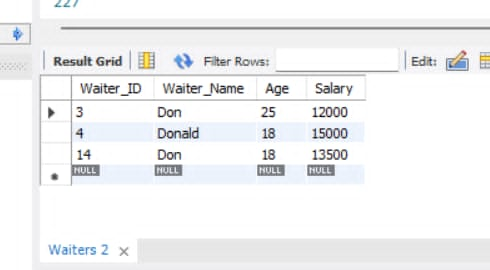 227
Result Grid Filter Rows: Edit:
Waiter_ID Waiter_Name Age Salary
3 Don 25 12000
4 Donald 18 15000
14 Don 18 13500
NULL NULL NULL NULL
Waiters 2